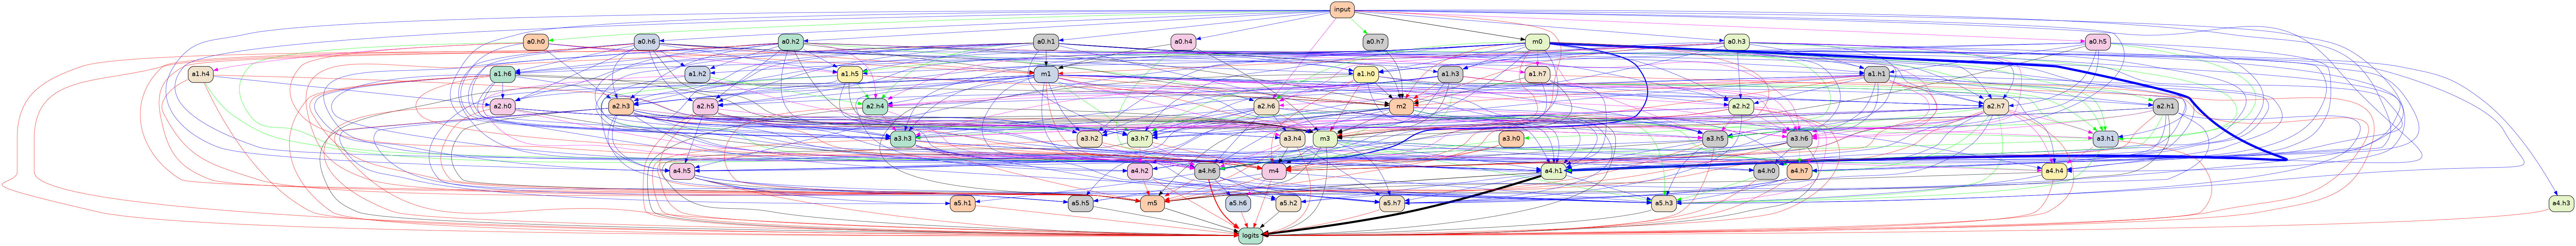 input
a0.h0 a0.h6 a0.h2 a0.h1 a0.h4 a0.h7 m0 a0.h3 a0.h5
a1.h4 a1.h6 a1.h2 a1.h5 m1 a1.h0 a1.h3 a1.h7 a1.h1
a2.h0 a2.h3 a2.h5 a2.h4 a2.h6 m2 a2.h2 a2.h7 a2.h1
a3.h3 a3.h2 a3.h7 a3.h4 m3 a3.h0 a3.h5 a3.h6 a3.h1
a4.h5 a4.h2 a4.h6 m4 a4.h1 a4.h0 a4.h7 a4.h4
a5.h1 a5.h5 m5 a5.h6 a5.h2 a5.h7 a5.h3 a4.h3
logits